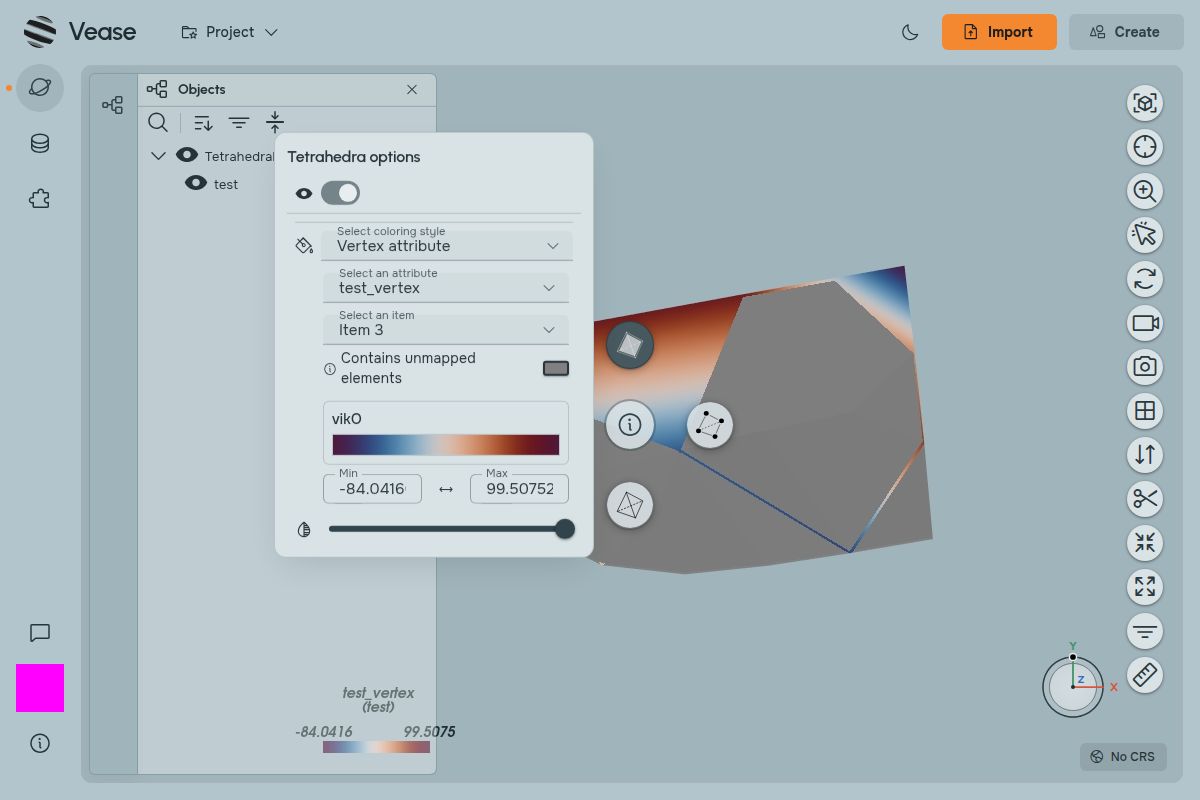 Vease
Project
Import
Create
Objects
Tetrahedra options
Tetrahedral
test
Select coloring style
Vertex attribute
Select an attribute
test_vertex
Select an item
Item 3
Contains unmapped
elements
vikO
Min
-84.0416
Max
99.50752
test_vertex
(test)
-84.0416
99.5075
Y
Z
X
No CRS